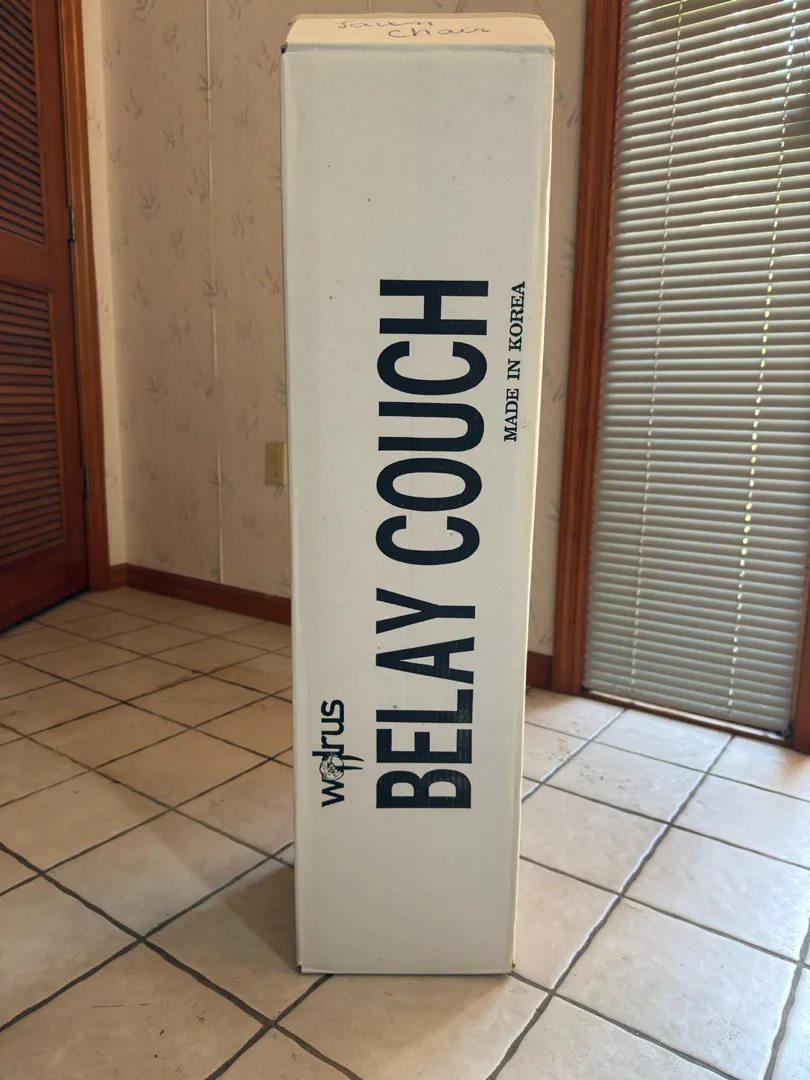 Lawn
Chair
walrus
BELAY COUCH
MADE IN KOREA